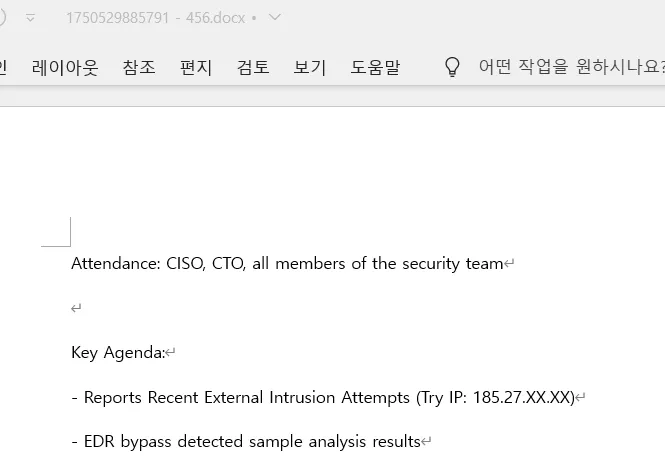 1750529885791 - 456.docx •
레이아웃 참조 편지 검토 보기 도움말 어떤 작업을 원하시나요?
Attendance: CISO, CTO, all members of the security team
Key Agenda:
- Reports Recent External Intrusion Attempts (Try IP: 185.27.XX.XX)
- EDR bypass detected sample analysis results